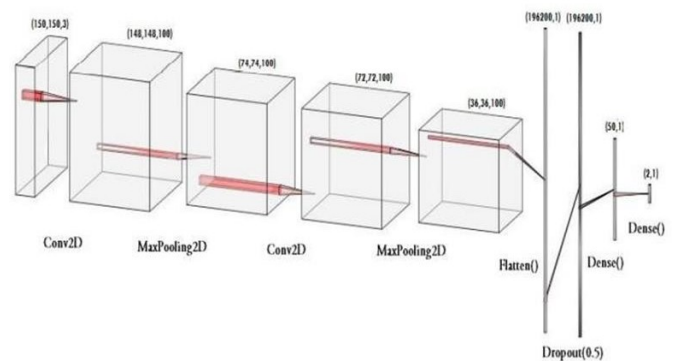 (150,150,3)
(148,148,100)
(74,74,100)
(72,72,100)
(36,36,100)
(196200,1)
(196200,1)
(50,1)
(2,1)
Conv2D
MaxPooling2D
Conv2D
MaxPooling2D
Flatten()
Dense()
Dense()
Dropout(0.5)